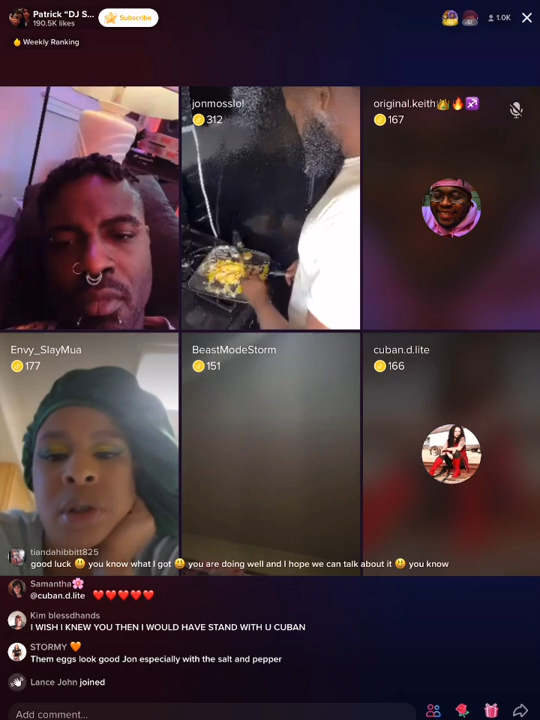 Patrick "DJ S...
190.5K likes
Subscribe
1.0K
Weekly Ranking
jonmosslol
312
original.keith👑🔥♐
167
Envy_SlayMua
177
BeastModeStorm
151
cuban.d.lite
166
tiandahibbitt825
good luck 😃 you know what I got 😃 you are doing well and I hope we can talk about it 😃 you know
Samantha🌸
@cuban.d.lite ❤️❤️❤️❤️❤️
Kim blessdhands
I WISH I KNEW YOU THEN I WOULD HAVE STAND WITH U CUBAN
STORMY 🧡
Them eggs look good Jon especially with the salt and pepper
Lance John joined
Add comment...